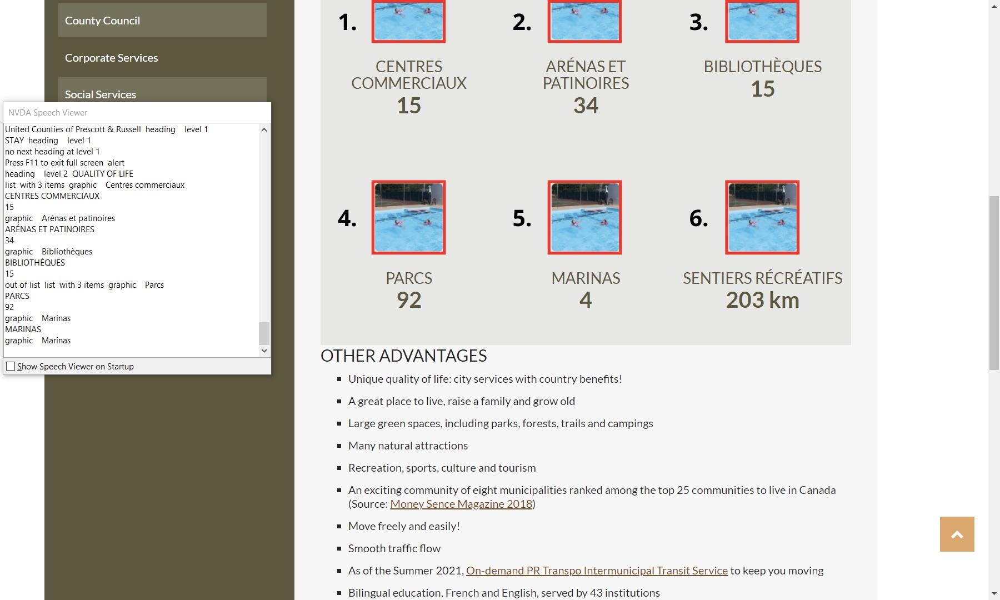 County Council
Corporate Services
Social Services
NVDA Speech Viewer
United Counties of Prescott & Russell  heading    level 1
STAY  heading    level 1
no next heading at level 1
Press F11 to exit full screen  alert
heading    level 2  QUALITY OF LIFE
list  with 3 items  graphic    Centres commerciaux
CENTRES COMMERCIAUX
15
graphic    Arénas et patinoires
ARÉNAS ET PATINOIRES
34
graphic    Bibliothèques
BIBLIOTHÈQUES
15
out of list  list  with 3 items  graphic    Parcs
PARCS
92
graphic    Marinas
MARINAS
graphic    Marinas
Show Speech Viewer on Startup
1.
CENTRES
COMMERCIAUX
15
2.
ARÉNAS ET
PATINOIRES
34
3.
BIBLIOTHÈQUES
15
4.
PARCS
92
5.
MARINAS
4
6.
SENTIERS RÉCRÉATIFS
203 km
OTHER ADVANTAGES
Unique quality of life: city services with country benefits!
A great place to live, raise a family and grow old
Large green spaces, including parks, forests, trails and campings
Many natural attractions
Recreation, sports, culture and tourism
An exciting community of eight municipalities ranked among the top 25 communities to live in Canada
(Source: Money Sence Magazine 2018)
Move freely and easily!
Smooth traffic flow
As of the Summer 2021, On-demand PR Transpo Intermunicipal Transit Service to keep you moving
Bilingual education, French and English, served by 43 institutions